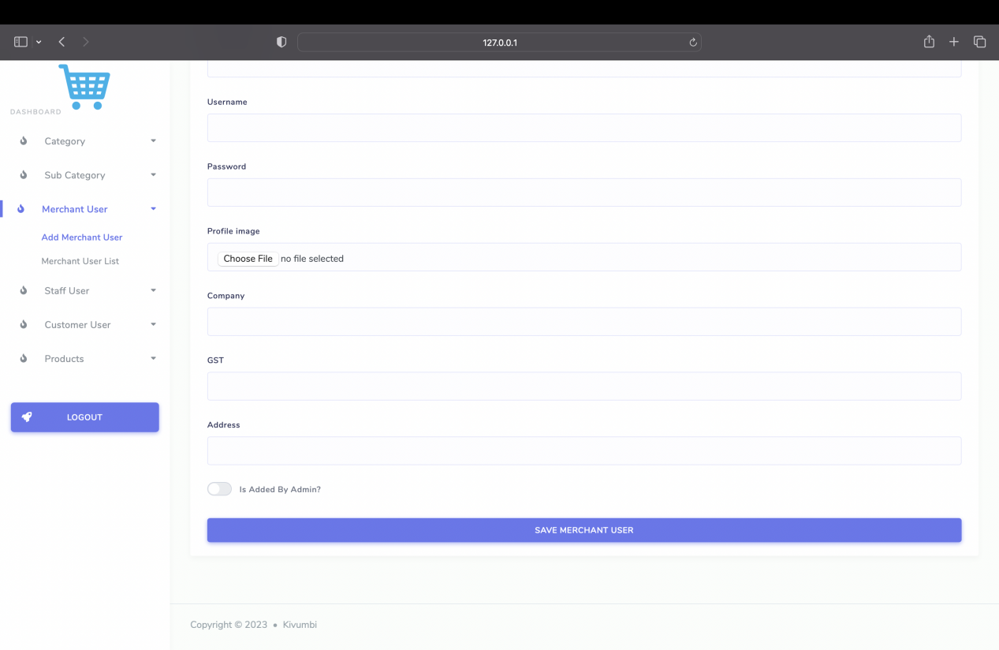 127.0.0.1
DASHBOARD
Category
Sub Category
Merchant User
Add Merchant User
Merchant User List
Staff User
Customer User
Products
LOGOUT
Username
Password
Profile image
Choose File no file selected
Company
GST
Address
Is Added By Admin?
SAVE MERCHANT USER
Copyright © 2023 • Kivumbi